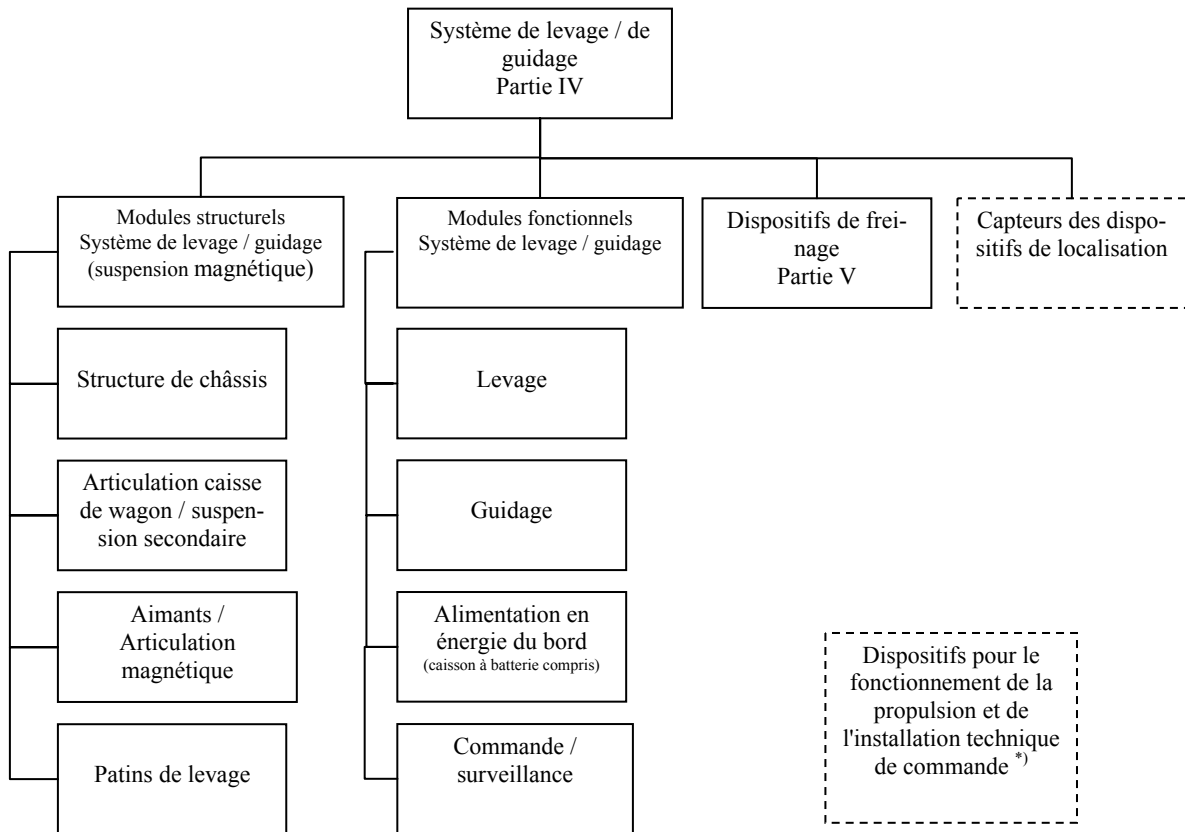 Système de levage / de
guidage
Partie IV
Modules structurels
Système de levage / guidage
(suspension magnétique)
Modules fonctionnels
Système de levage / guidage
Dispositifs de frei-
nage
Partie V
Capteurs des dispo-
sitifs de localisation
Structure de châssis
Levage
Articulation caisse
de wagon / suspen-
sion secondaire
Guidage
Aimants /
Articulation
magnétique
Alimentation en
énergie du bord
(caisson à batterie compris)
Dispositifs pour le
fonctionnement de la
propulsion et de
l'installation technique
de commande *)
Patins de levage
Commande /
surveillance